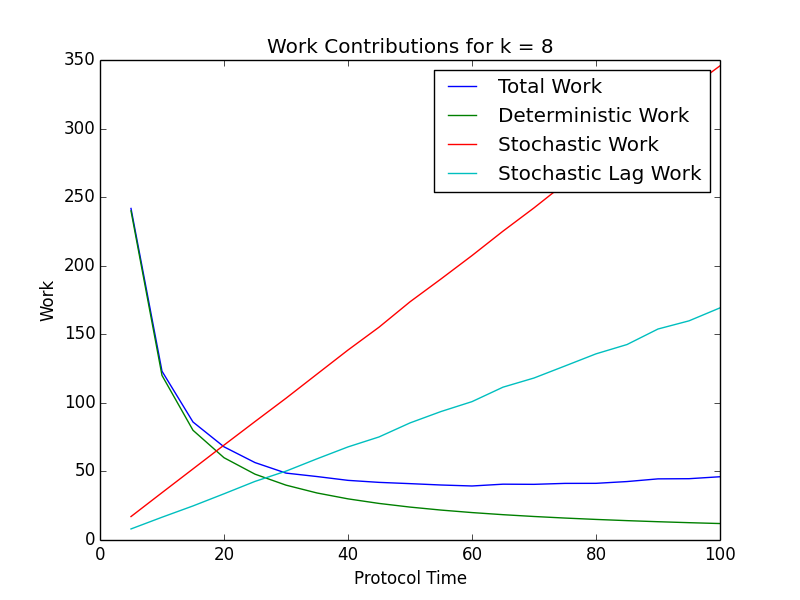 Work Contributions for k = 8
350
300
250
200
150
100
50
0
Work
Total Work
Deterministic Work
Stochastic Work
Stochastic Lag Work
0 20 40 60 80 100
Protocol Time